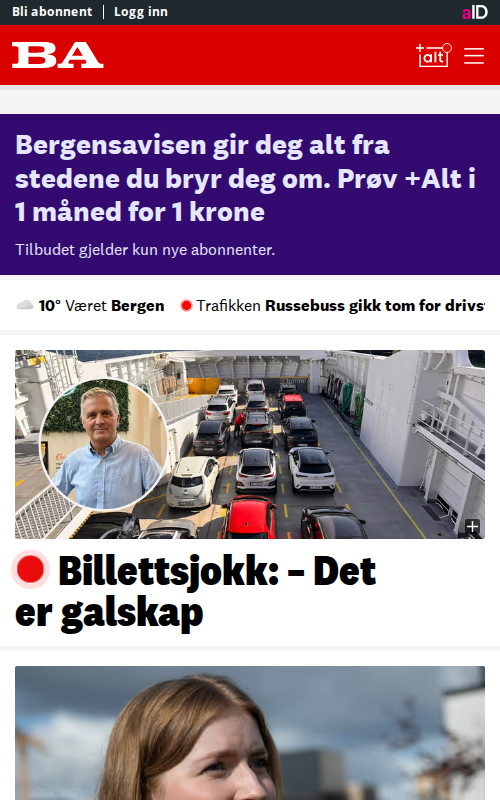 Bli abonnent
Logg inn
aID
BA
+alt
Bergensavisen gir deg alt fra
stedene du bryr deg om. Prøv +Alt i
1 måned for 1 krone
Tilbudet gjelder kun nye abonnenter.
10° Været Bergen
Trafikken Russebuss gikk tom for
Billettsjokk: – Det
er galskap